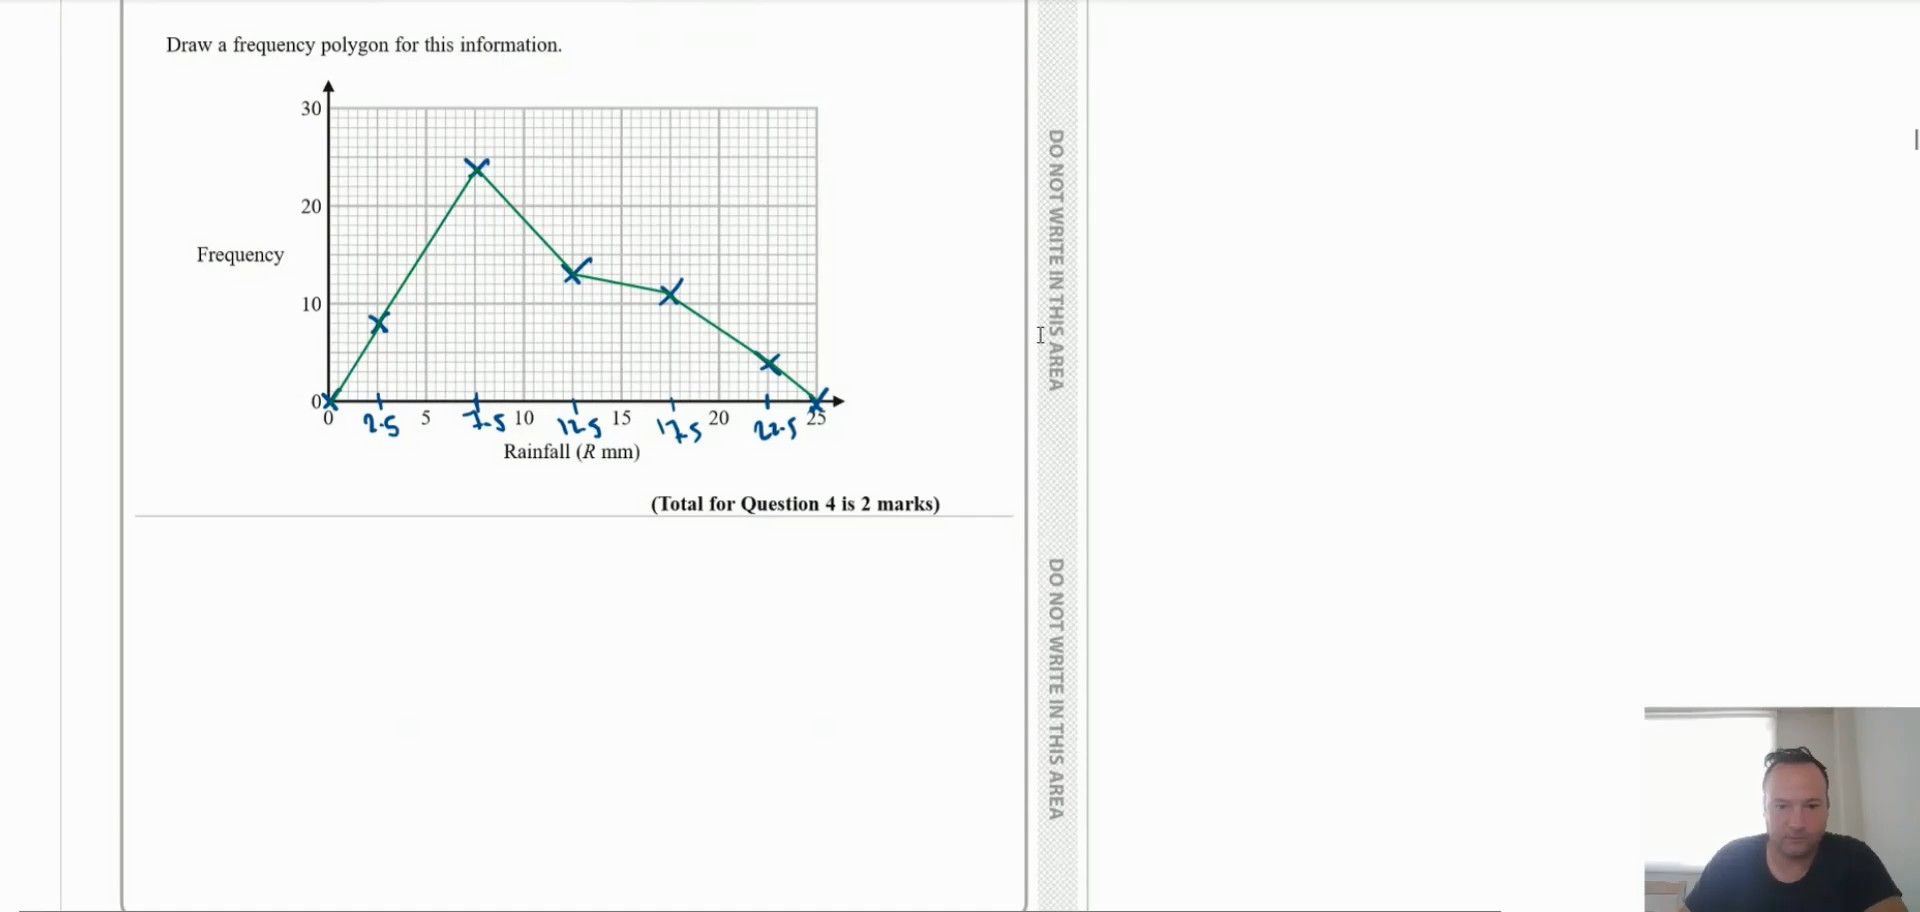 Draw a frequency polygon for this information.
30
20
Frequency
10
0
0 2.5 5 7.5 10 12.5 15 17.5 20 22.5 25
Rainfall (R mm)
(Total for Question 4 is 2 marks)
DO NOT WRITE IN THIS AREA
DO NOT WRITE IN THIS AREA